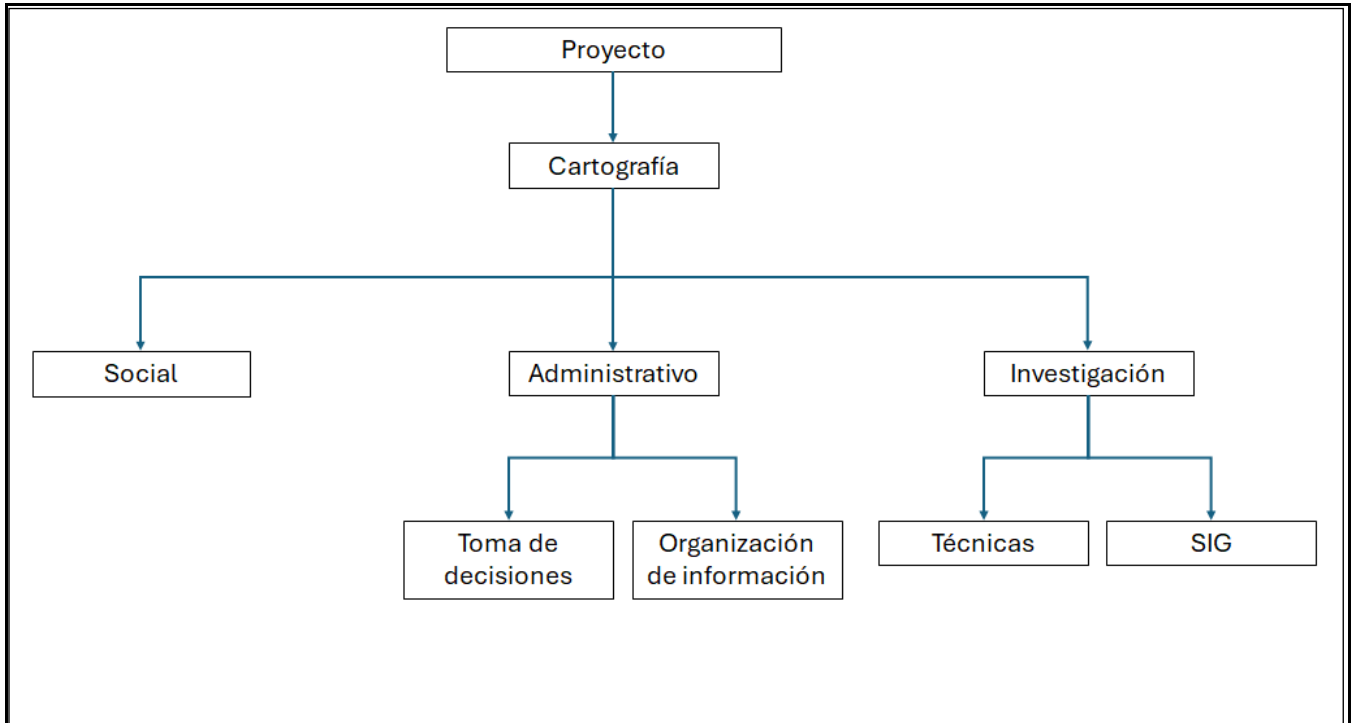 Proyecto
Cartografía
Social
Administrativo
Investigación
Toma de
decisiones
Organización
de información
Técnicas
SIG